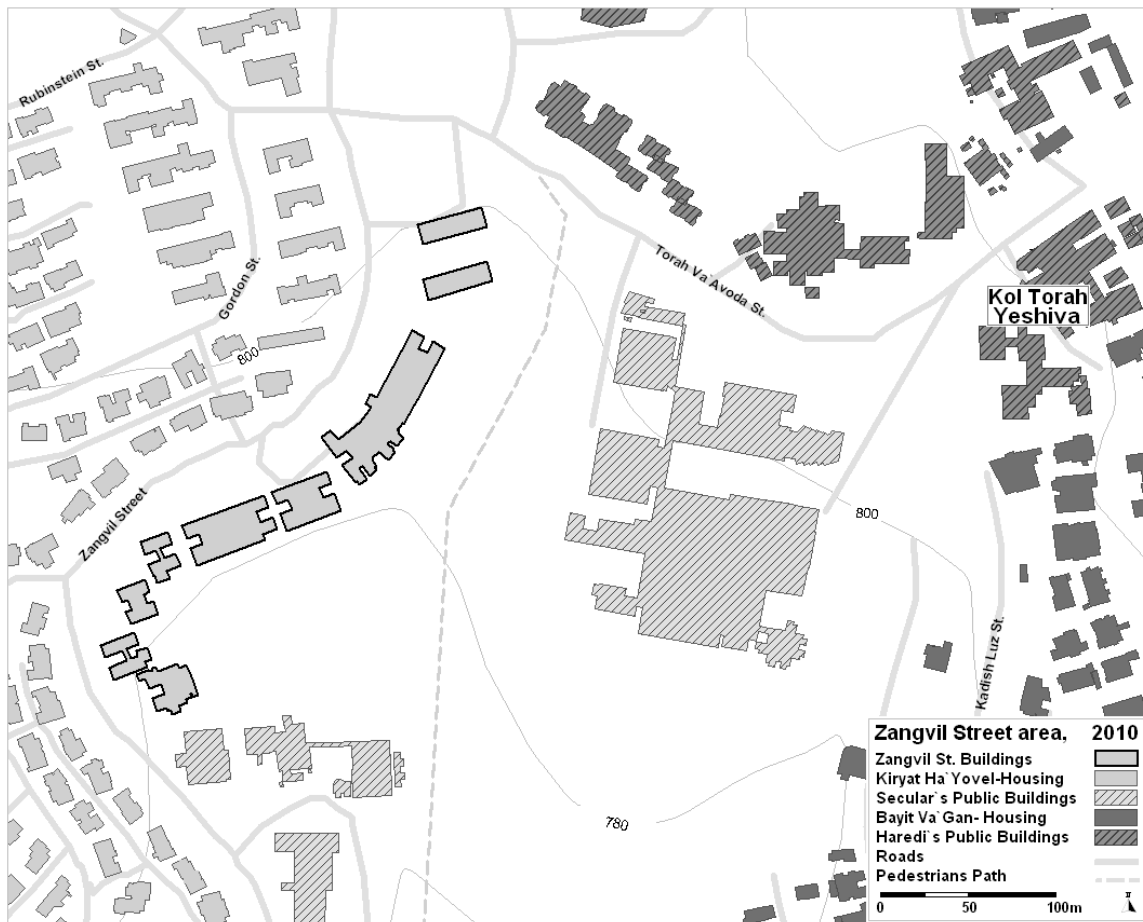 Rubinstein St.
Gordon St.
800
Zangvil Street
Torah Va`Avoda St.
Kol Torah
Yeshiva
800
Kadish Luz St.
780
Zangvil Street area, 2010
Zangvil St. Buildings
Kiryat Ha`Yovel-Housing
Secular`s Public Buildings
Bayit Va`Gan- Housing
Haredi`s Public Buildings
Roads
Pedestrians Path
0 50 100m